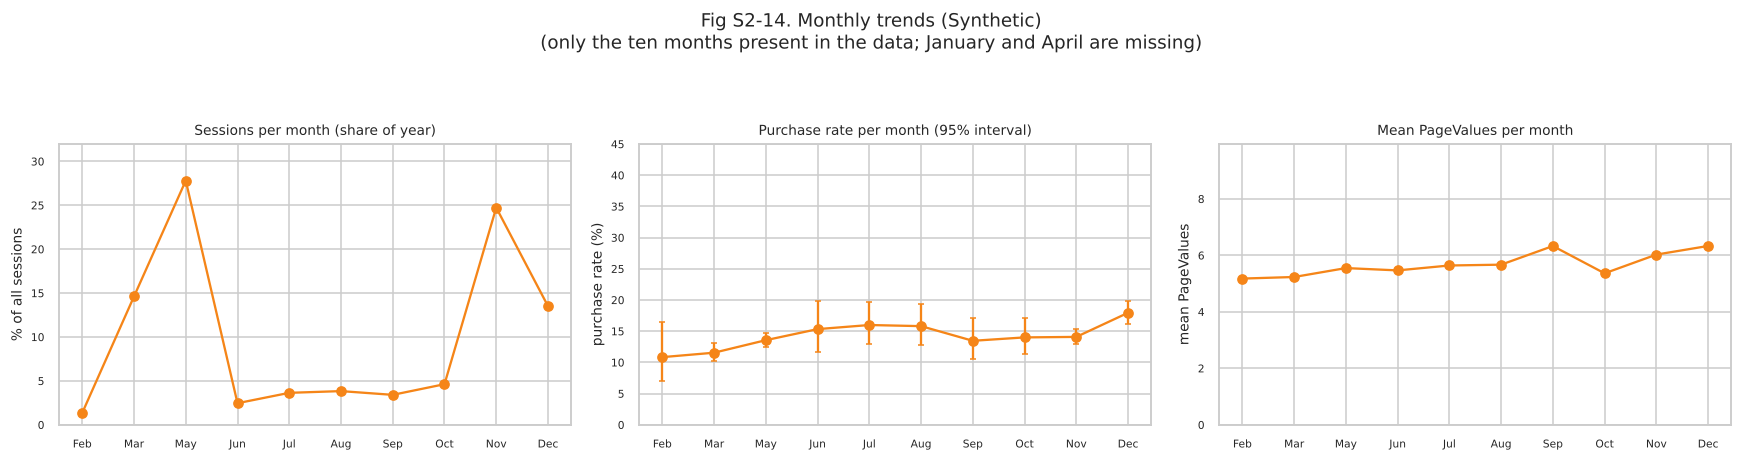 Fig S2-14. Monthly trends (Synthetic)
(only the ten months present in the data; January and April are missing)
Sessions per month (share of year)
% of all sessions
30
25
20
15
10
5
0
Feb Mar May Jun Jul Aug Sep Oct Nov Dec
Purchase rate per month (95% interval)
purchase rate (%)
45
40
35
30
25
20
15
10
5
0
Feb Mar May Jun Jul Aug Sep Oct Nov Dec
Mean PageValues per month
mean PageValues
8
6
4
2
0
Feb Mar May Jun Jul Aug Sep Oct Nov Dec